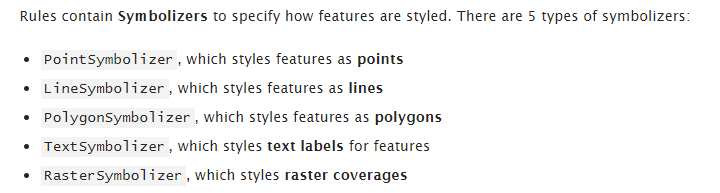 Rules contain Symbolizers to specify how features are styled. There are 5 types of symbolizers:
• PointSymbolizer, which styles features as points
• LineSymbolizer, which styles features as lines
• PolygonSymbolizer, which styles features as polygons
• TextSymbolizer, which styles text labels for features
• RasterSymbolizer, which styles raster coverages